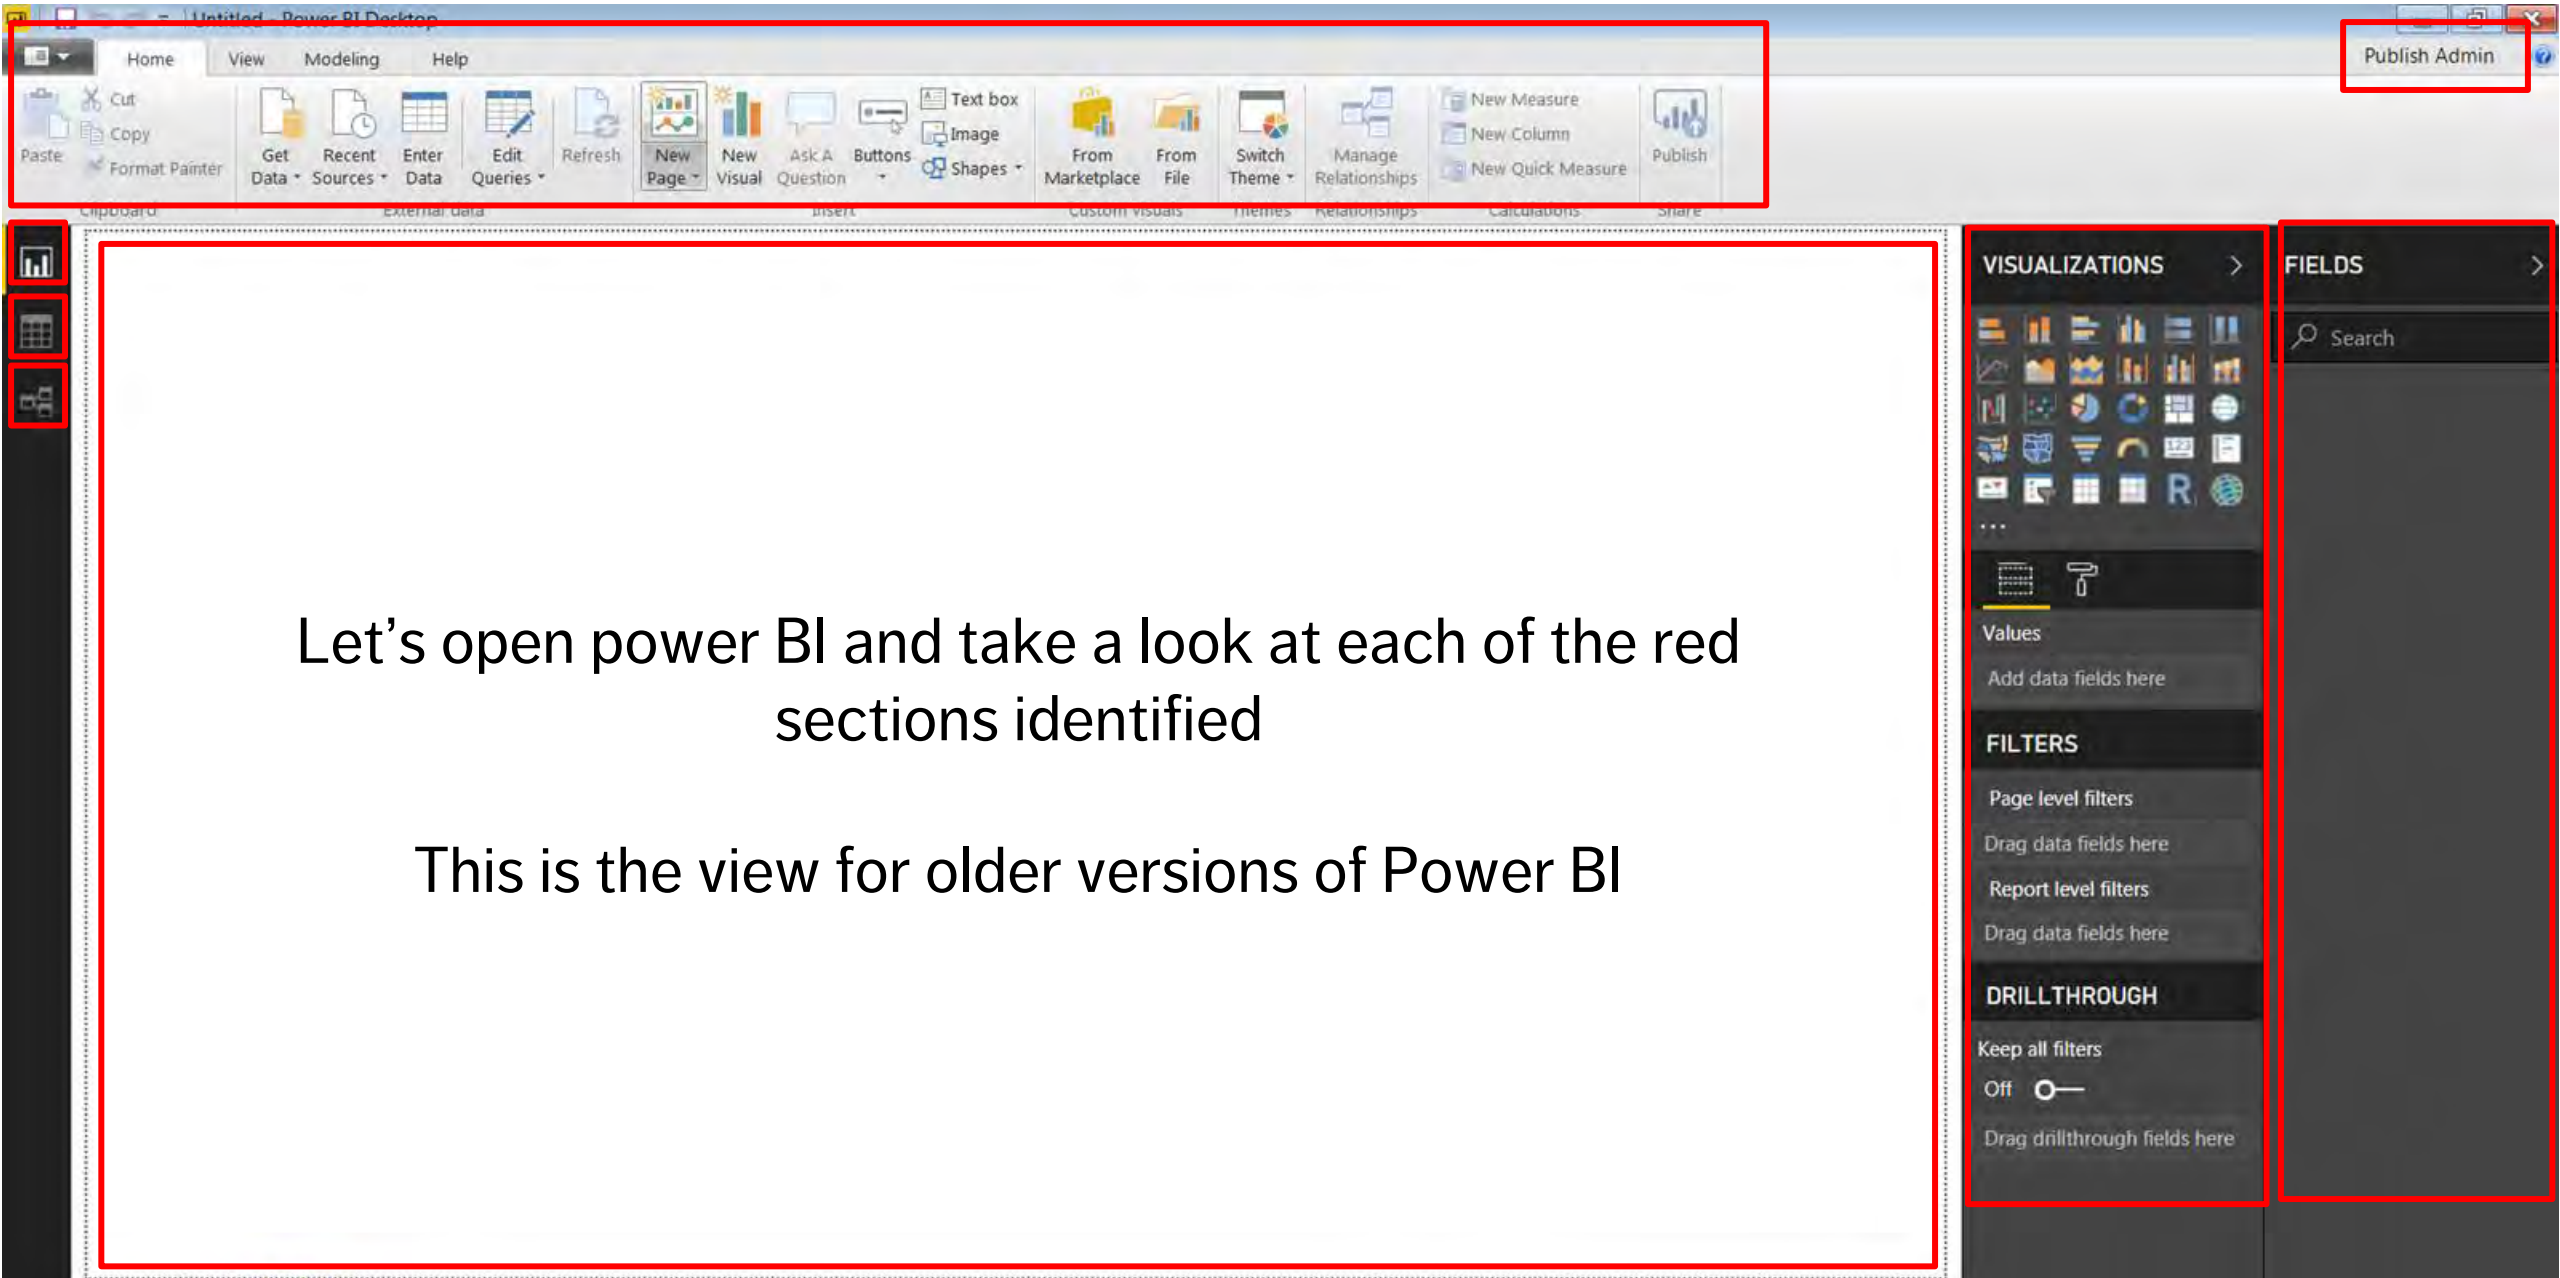 Untitled - Power BI Desktop
Publish Admin
Home View Modeling Help
Paste
Cut
Copy
Format Painter
Get Data
Recent Sources
Enter Data
Edit Queries
Refresh
New Page
New Visual
Ask A Question
Buttons
Text box
Image
Shapes
From Marketplace
From File
Switch Theme
Manage Relationships
New Measure
New Column
New Quick Measure
Publish
Clipboard
External data
Insert
Custom visuals
Themes
Relationships
Calculations
Share
Let’s open power BI and take a look at each of the red
sections identified
This is the view for older versions of Power BI
VISUALIZATIONS
123
R
...
Values
Add data fields here
FILTERS
Page level filters
Drag data fields here
Report level filters
Drag data fields here
DRILLTHROUGH
Keep all filters
Off
Drag drillthrough fields here
FIELDS
Search